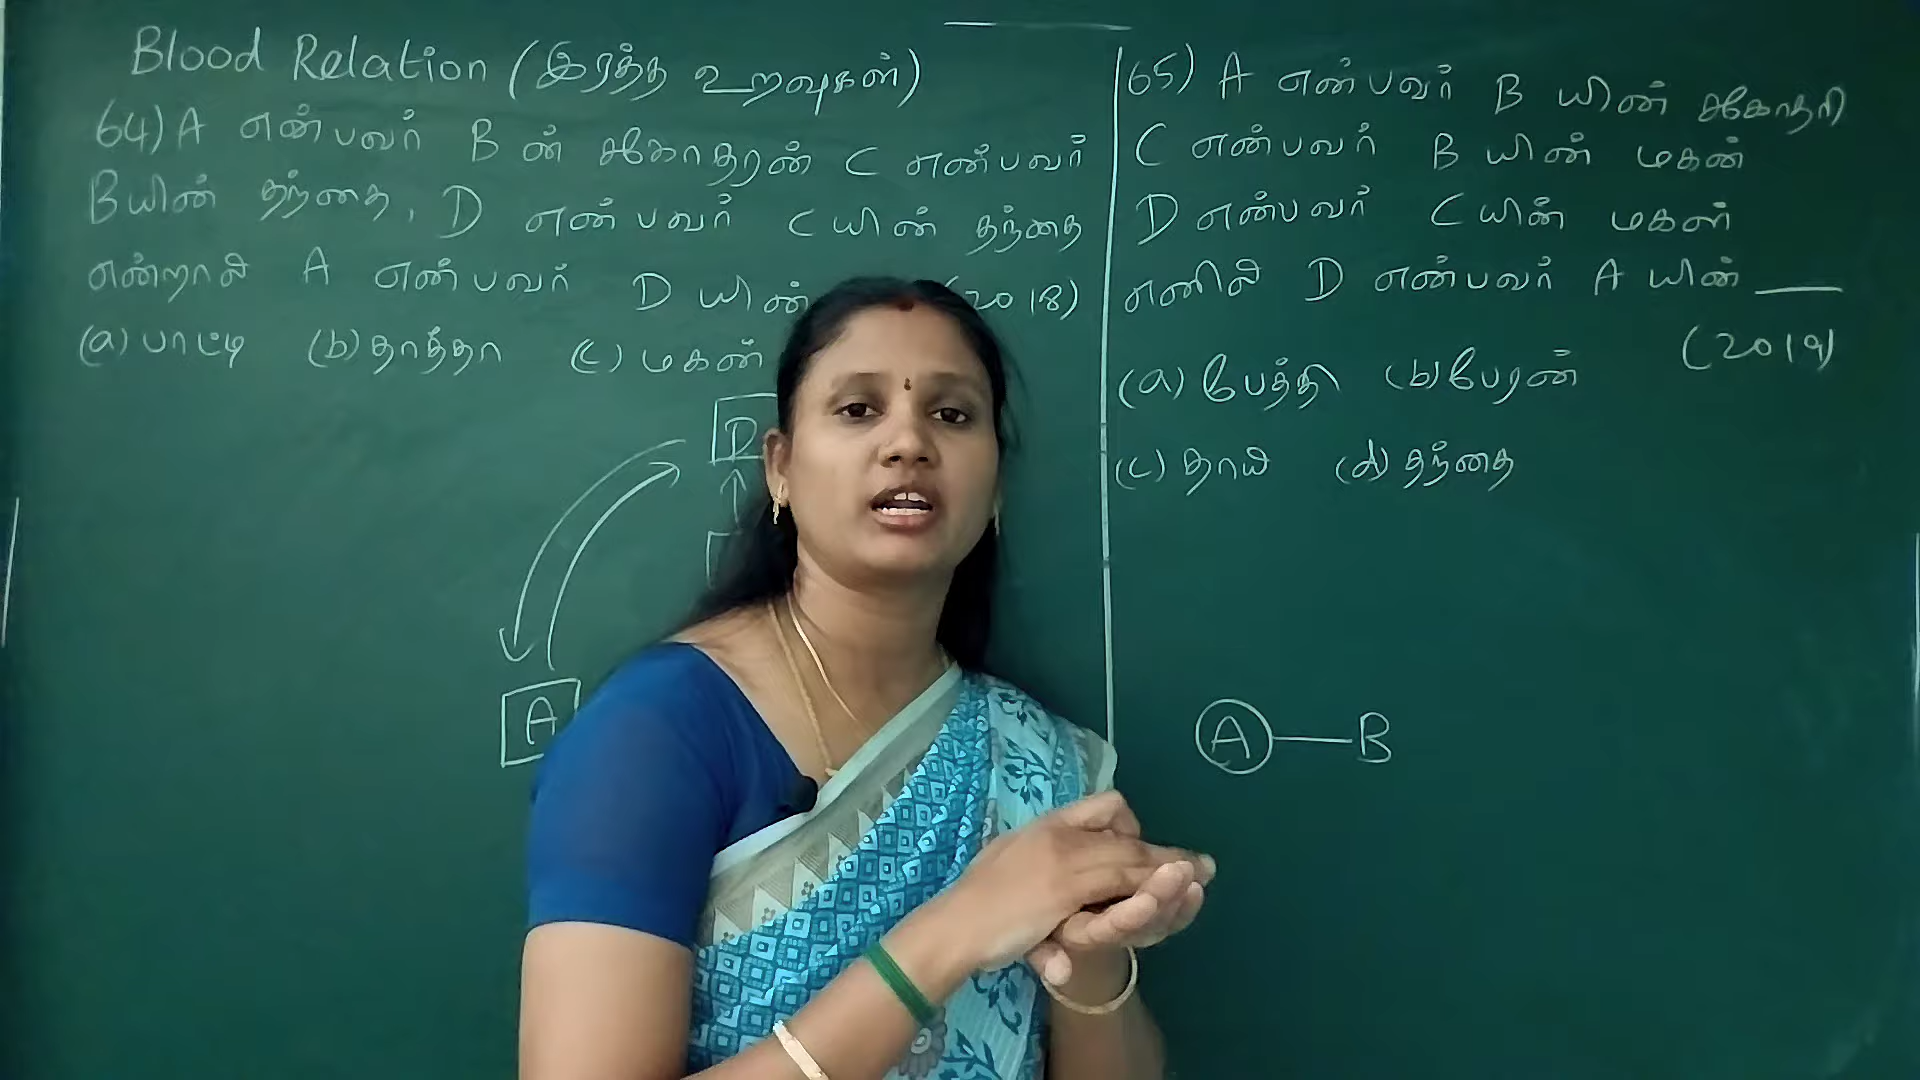 Blood Relation (இரத்த உறவுகள்)
64) A என்பவர் B ன் சகோதரன் C என்பவர்
B யின் தந்தை, D என்பவர் C யின் தந்தை
என்றால் A என்பவர் D யின் (2018)
(a) பாட்டி (b) தாத்தா (c) மகன்
D
A
65) A என்பவர் B யின் சகோதரி
C என்பவர் B யின் மகன்
D என்பவர் C யின் மகள்
எனில் D என்பவர் A யின் ___
(2019)
(a) பேத்தி (b) பேரன்
(c) தாய் (d) தந்தை
A B